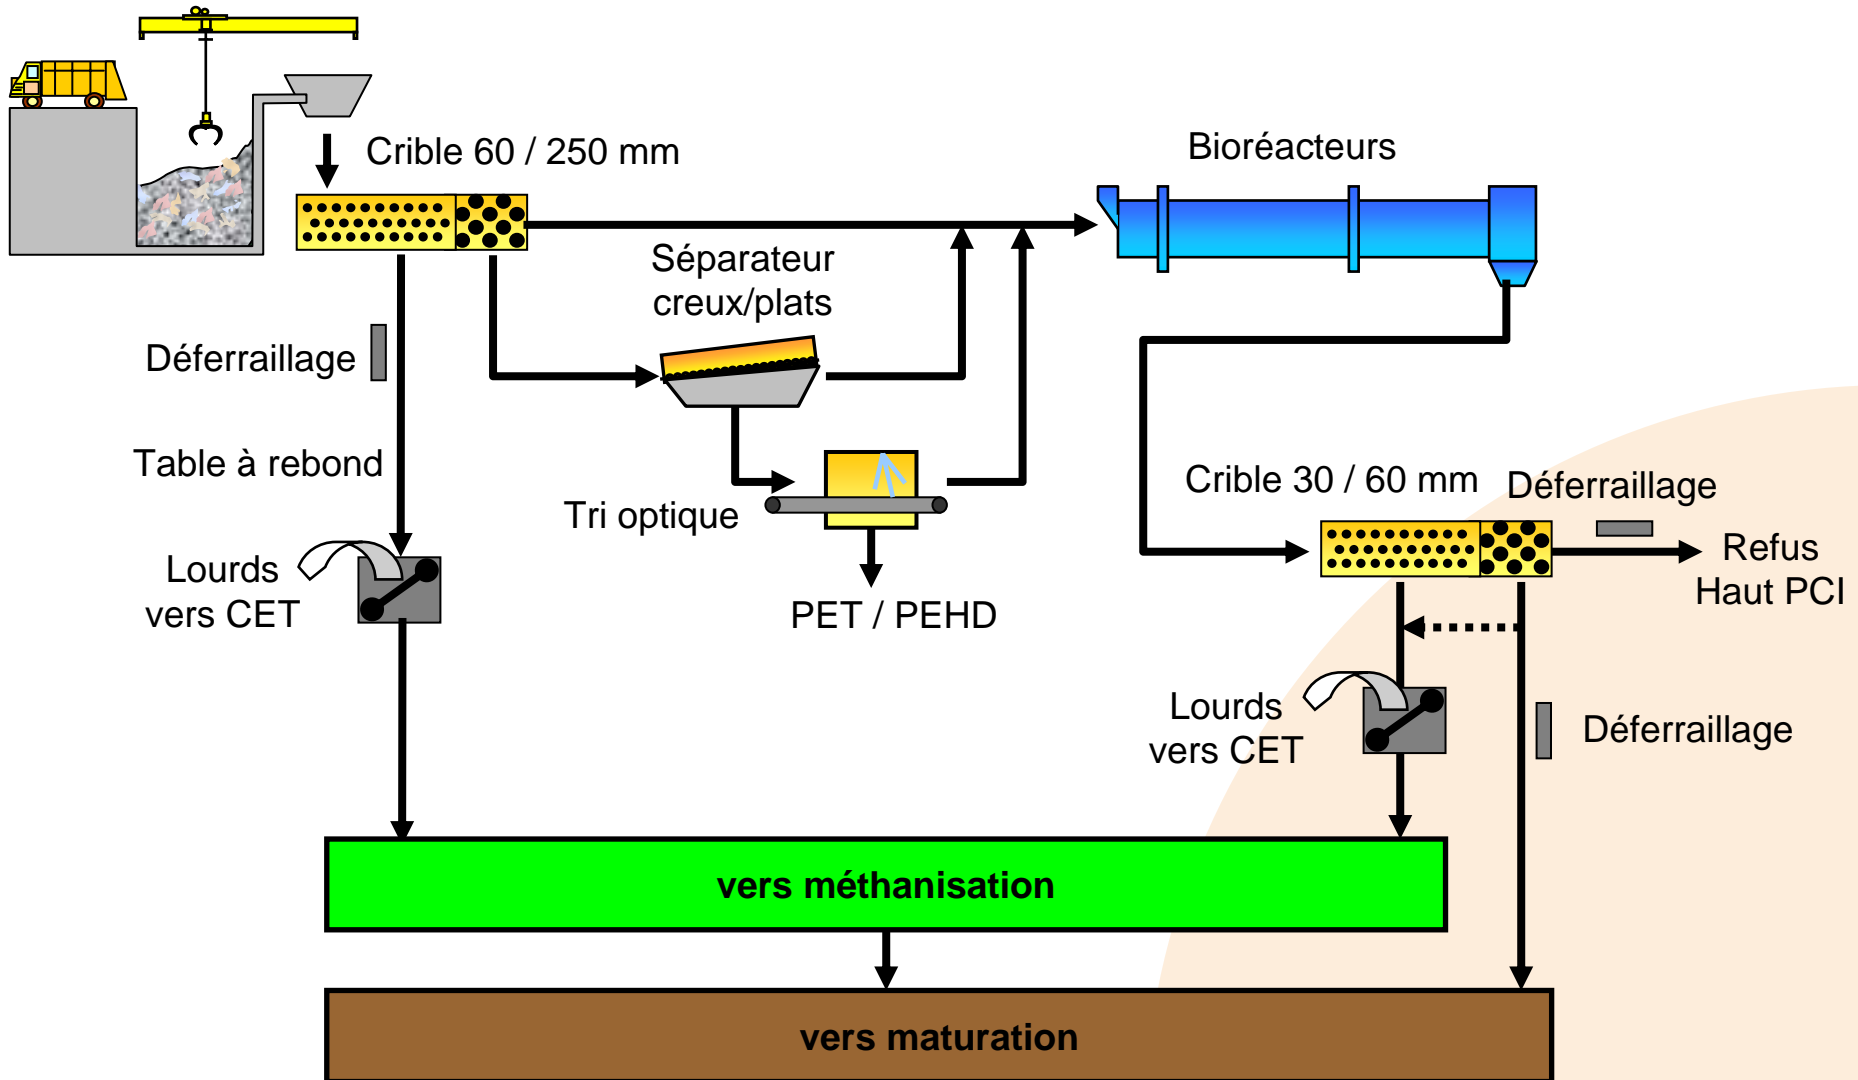 Crible 60 / 250 mm
Bioréacteurs
Séparateur
creux/plats
Déferraillage
Table à rebond
Tri optique
Crible 30 / 60 mm
Déferraillage
Lourds
vers CET
PET / PEHD
Refus
Haut PCI
Lourds
vers CET
Déferraillage
vers méthanisation
vers maturation